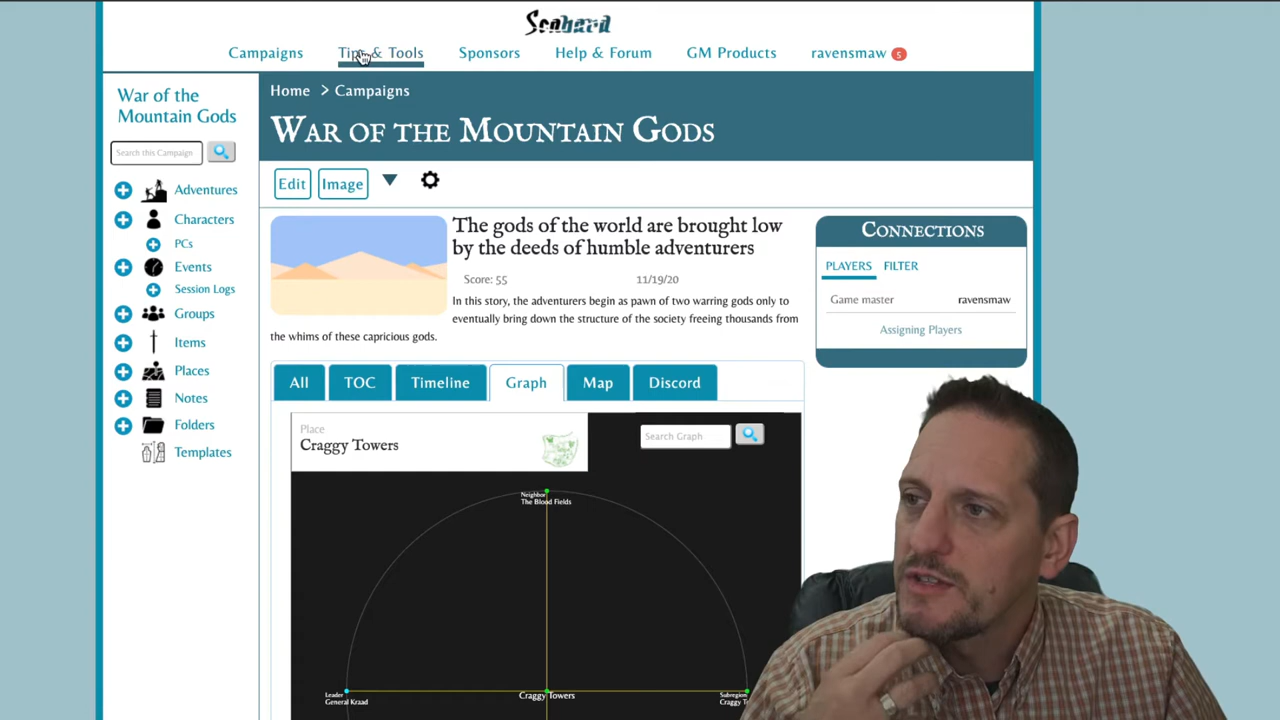 Scabard
Campaigns Tips & Tools Sponsors Help & Forum GM Products ravensmaw 5
War of the
Mountain Gods
Search this Campaign
Adventures
Characters
PCs
Events
Session Logs
Groups
Items
Places
Notes
Folders
Templates
Home > Campaigns
War of the Mountain Gods
Edit Image
The gods of the world are brought low
by the deeds of humble adventurers
Score: 55 11/19/20
In this story, the adventurers begin as pawn of two warring gods only to
eventually bring down the structure of the society freeing thousands from
the whims of these capricious gods.
Connections
PLAYERS FILTER
Game master ravensmaw
Assigning Players
All TOC Timeline Graph Map Discord
Place
Craggy Towers
Search Graph
Neighbor
The Blood Fields
Leader
General Kraad
Craggy Towers
Subregion
Craggy T